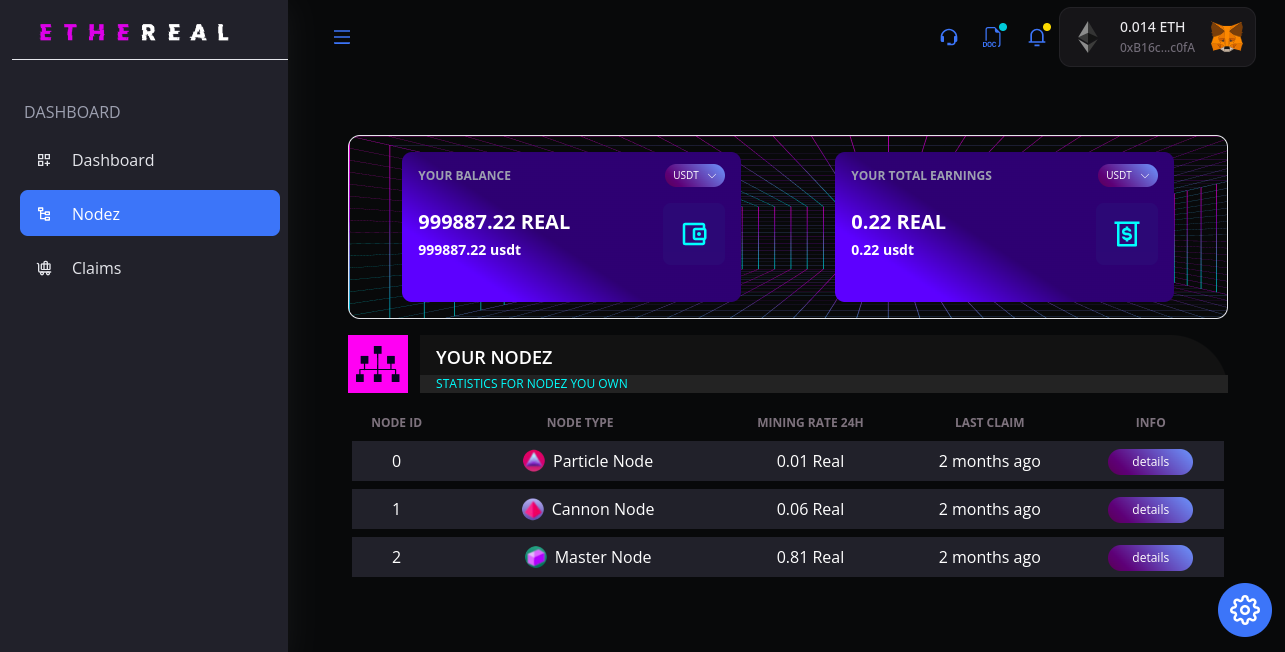 ETHEREAL
DASHBOARD
Dashboard
Nodez
Claims
DOC
0.014 ETH
0xB16c...c0fA
YOUR BALANCE
USDT
999887.22 REAL
999887.22 usdt
YOUR TOTAL EARNINGS
USDT
0.22 REAL
0.22 usdt
YOUR NODEZ
STATISTICS FOR NODEZ YOU OWN
NODE ID NODE TYPE MINING RATE 24H LAST CLAIM INFO
0 Particle Node 0.01 Real 2 months ago details
1 Cannon Node 0.06 Real 2 months ago details
2 Master Node 0.81 Real 2 months ago details